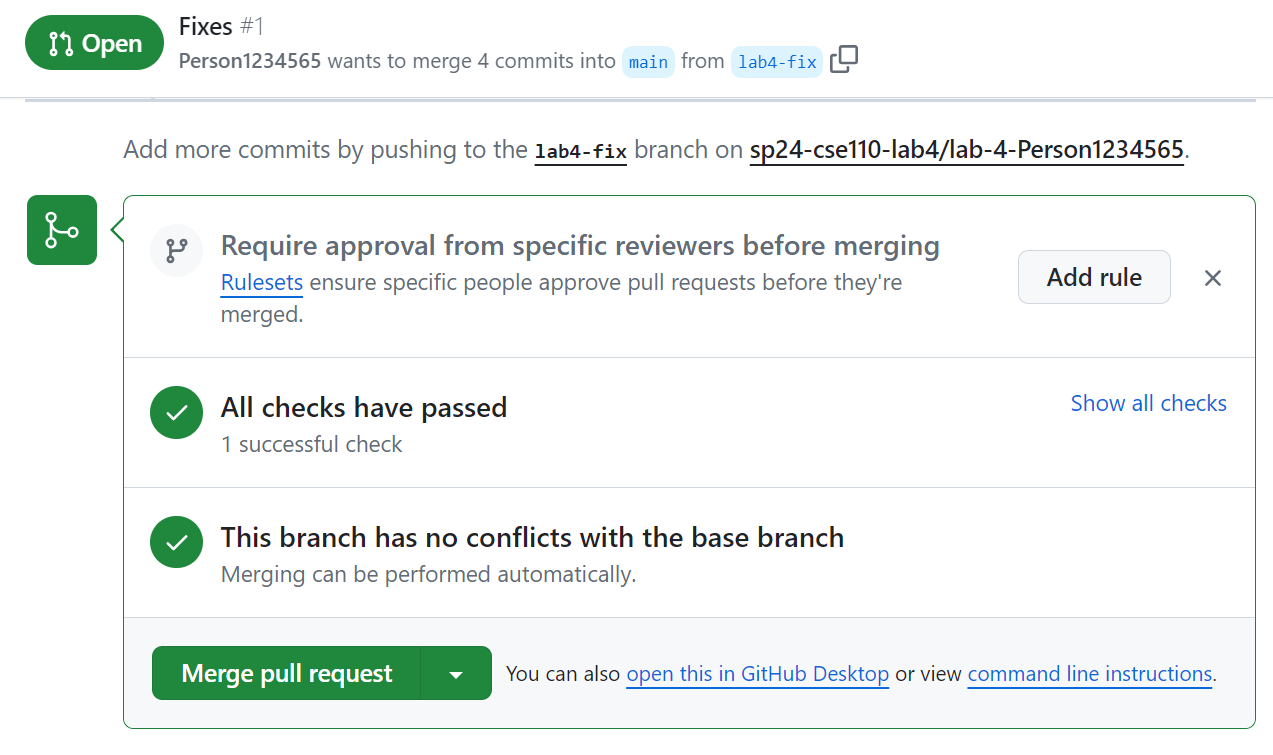 Open
Fixes #1
Person1234565 wants to merge 4 commits into main from lab4-fix
Add more commits by pushing to the lab4-fix branch on sp24-cse110-lab4/lab-4-Person1234565.
Require approval from specific reviewers before merging
Rulesets ensure specific people approve pull requests before they're
merged.
Add rule
All checks have passed
1 successful check
Show all checks
This branch has no conflicts with the base branch
Merging can be performed automatically.
Merge pull request
You can also open this in GitHub Desktop or view command line instructions.